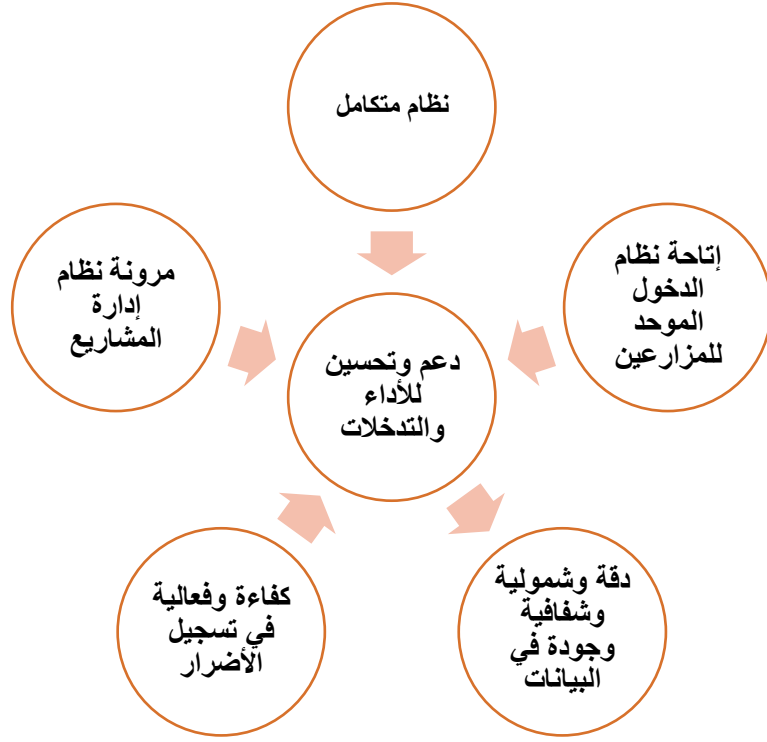 نظام متكامل
إتاحة نظام
الدخول
الموحد
للمزارعين
مرونة نظام
إدارة
المشاريع
دعم وتحسين
للأداء
والتدخلات
دقة وشمولية
وشفافية
وجودة في
البيانات
كفاءة وفعالية
في تسجيل
الأضرار